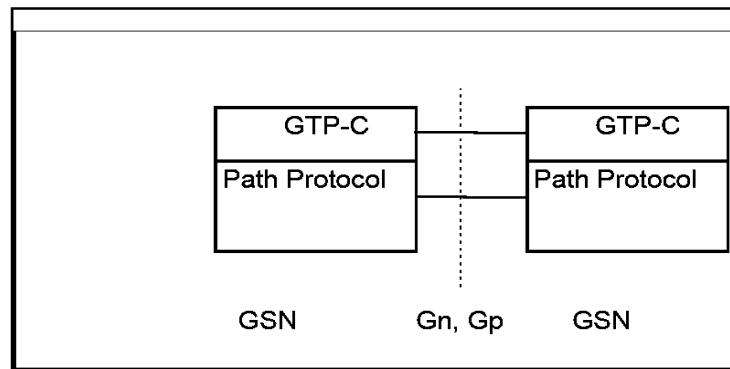 GTP-C GTP-C
Path Protocol Path Protocol
GSN Gn, Gp GSN